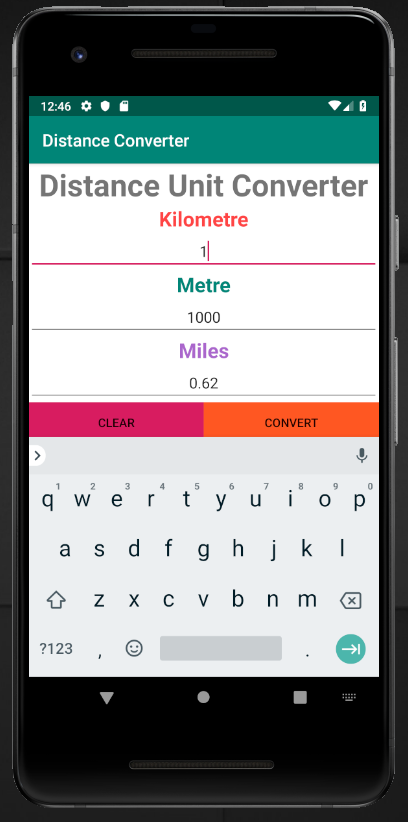 12:46
Distance Converter
Distance Unit Converter
Kilometre
1
Metre
1000
Miles
0.62
CLEAR CONVERT
1 2 3 4 5 6 7 8 9 0
q w e r t y u i o p
a s d f g h j k l
z x c v b n m
?123 , .